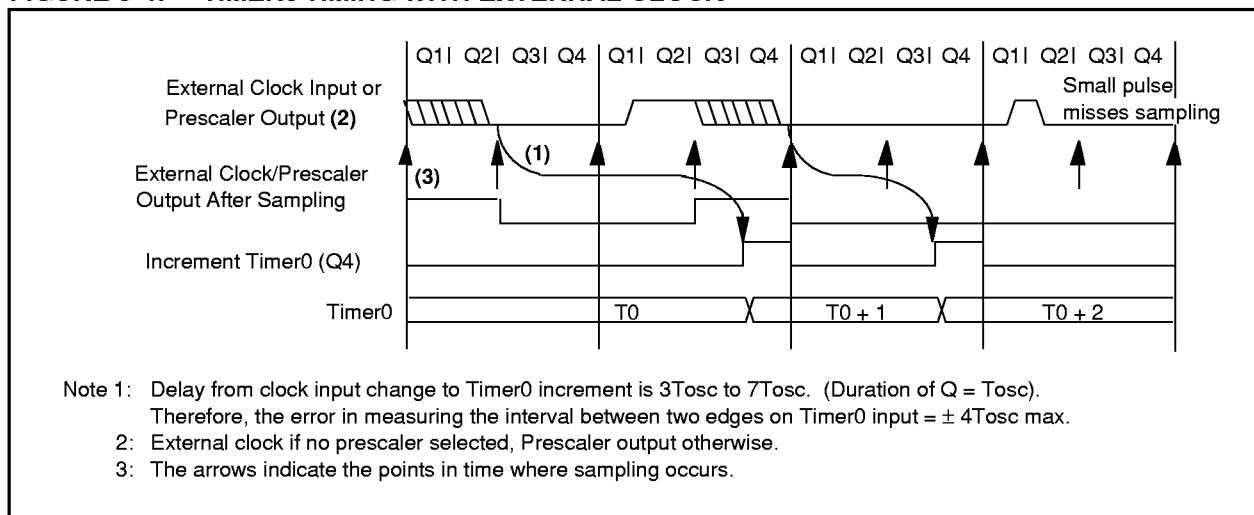 Q1| Q2| Q3| Q4 Q1| Q2| Q3| Q4 Q1| Q2| Q3| Q4 Q1| Q2| Q3| Q4
External Clock Input or
Prescaler Output (2)
Small pulse
misses sampling
(1)
(3)
External Clock/Prescaler
Output After Sampling
Increment Timer0 (Q4)
Timer0 T0 T0 + 1 T0 + 2
Note 1: Delay from clock input change to Timer0 increment is 3Tosc to 7Tosc. (Duration of Q = Tosc).
Therefore, the error in measuring the interval between two edges on Timer0 input = ± 4Tosc max.
2: External clock if no prescaler selected, Prescaler output otherwise.
3: The arrows indicate the points in time where sampling occurs.